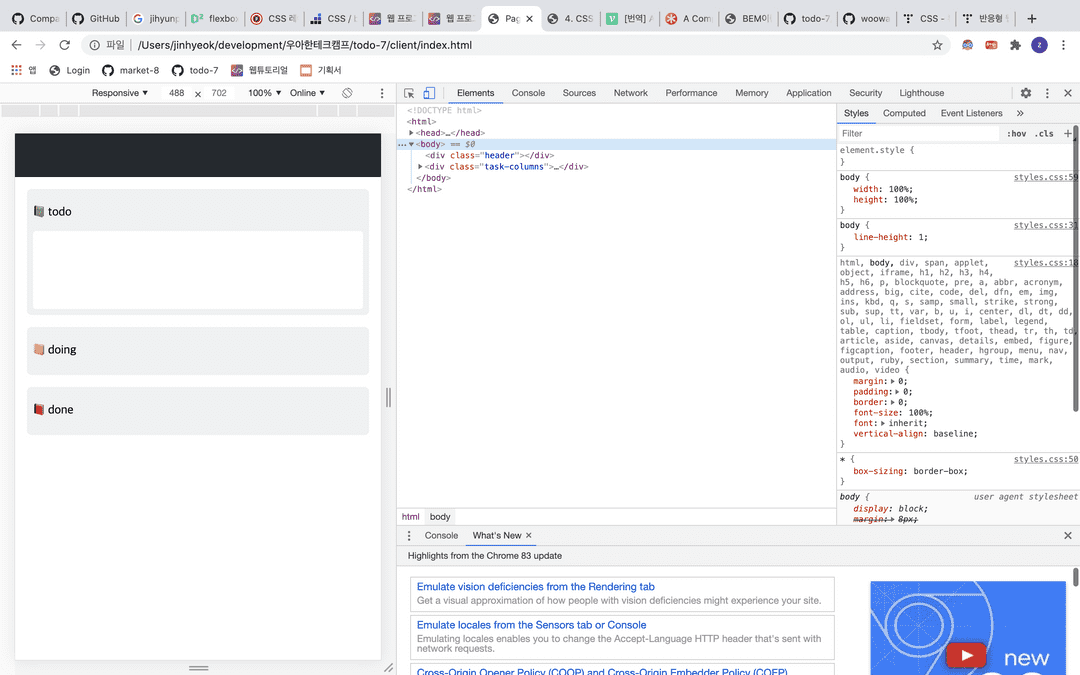 Compa
GitHub
jihyung
flexbox
CSS 레
CSS / E
웹 프로
웹 프로
Pag
4. CSS
[번역] A
A Com
BEM이
todo-7
woowa
CSS -
반응형
파일 /Users/jinhyeok/development/우아한테크캠프/todo-7/client/index.html
앱 Login market-8 todo-7 웹튜토리얼 기획서
Responsive 488 x 702 100% Online
Elements Console Sources Network Performance Memory Application Security Lighthouse
<!DOCTYPE html>
<html>
<head>…</head>
<body> == $0
<div class="header"></div>
<div class="task-columns">…</div>
</body>
</html>
todo
doing
done
html body
Styles Computed Event Listeners »
Filter :hov .cls +
element.style {
}
body { styles.css:59
width: 100%;
height: 100%;
}
body { styles.css:31
line-height: 1;
}
html, body, div, span, applet, styles.css:18
object, iframe, h1, h2, h3, h4,
h5, h6, p, blockquote, pre, a, abbr, acronym,
address, big, cite, code, del, dfn, em, img,
ins, kbd, q, s, samp, small, strike, strong,
sub, sup, tt, var, b, u, i, center, dl, dt, dd,
ol, ul, li, fieldset, form, label, legend,
table, caption, tbody, tfoot, thead, tr, th, td,
article, aside, canvas, details, embed, figure,
figcaption, footer, header, hgroup, menu, nav,
output, ruby, section, summary, time, mark,
audio, video {
margin: 0;
padding: 0;
border: 0;
font-size: 100%;
font: inherit;
vertical-align: baseline;
}
* { styles.css:50
box-sizing: border-box;
}
body { user agent stylesheet
display: block;
margin: 8px;
Console What's New
Highlights from the Chrome 83 update
Emulate vision deficiencies from the Rendering tab
Get a visual approximation of how people with vision deficiencies might experience your site.
Emulate locales from the Sensors tab or Console
Emulating locales enables you to change the Accept-Language HTTP header that's sent with
network requests.
Cross-Origin Opener Policy (COOP) and Cross-Origin Embedder Policy (COEP)
new